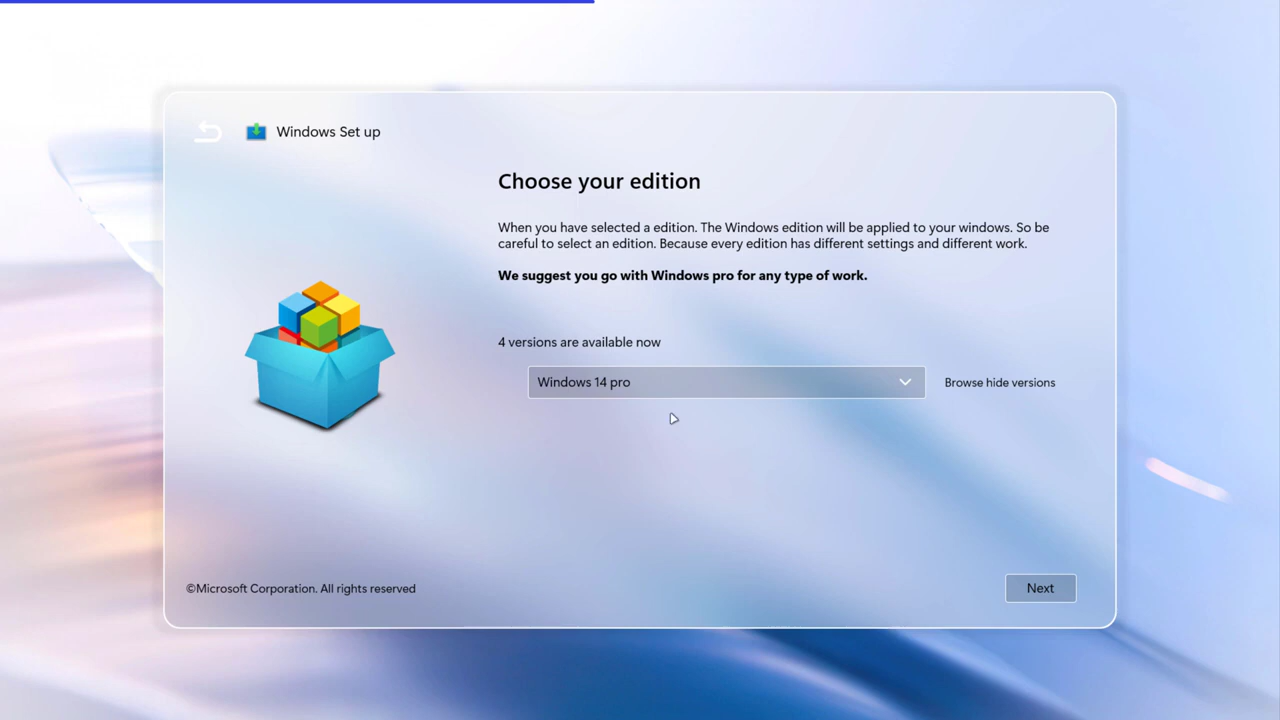 Windows Set up
Choose your edition
When you have selected a edition. The Windows edition will be applied to your windows. So be
careful to select an edition. Because every edition has different settings and different work.
We suggest you go with Windows pro for any type of work.
4 versions are available now
Windows 14 pro
Browse hide versions
©Microsoft Corporation. All rights reserved
Next